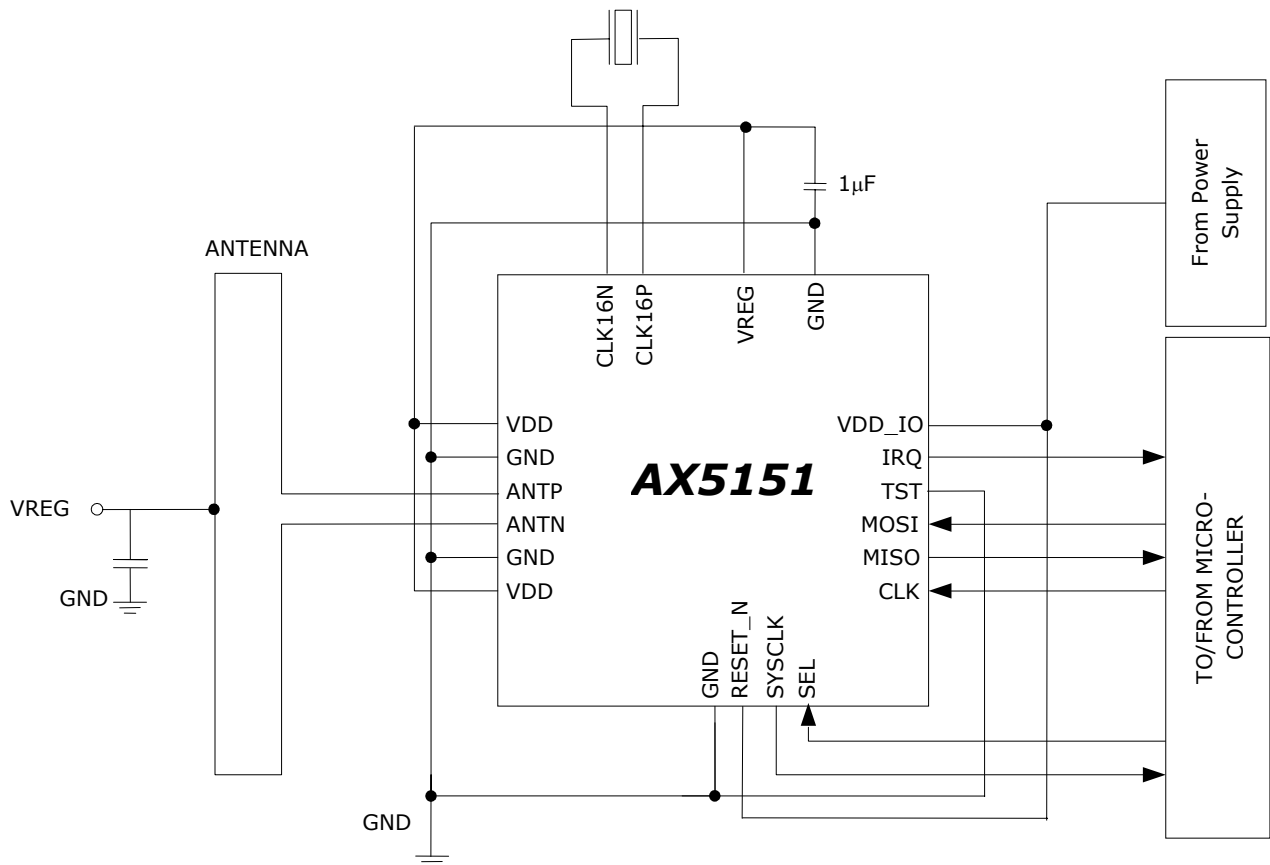 1µF
From Power
Supply
ANTENNA
CLK16N
CLK16P
VREG
GND
VDD
GND
ANTP
ANTN
GND
VDD
AX5151
VDD_IO
IRQ
TST
MOSI
MISO
CLK
VREG
GND
GND
RESET_N
SYSCLK
SEL
TO/FROM MICRO-
CONTROLLER
GND